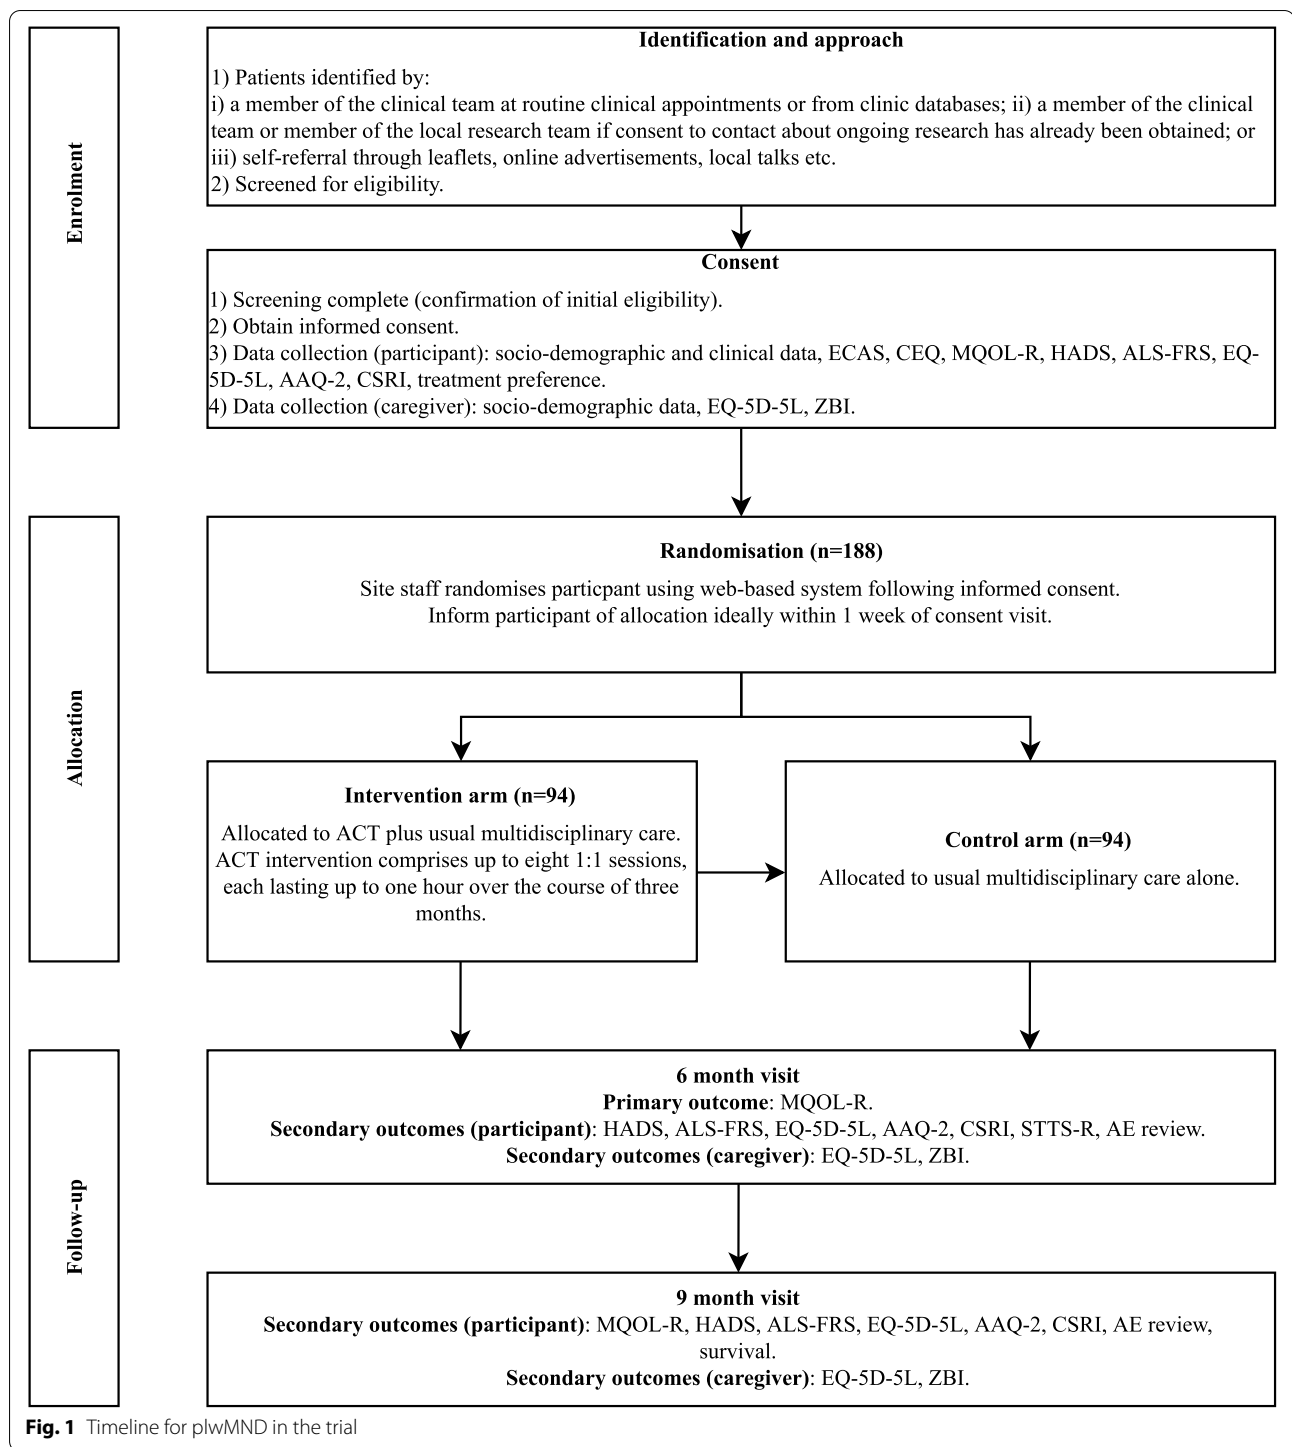 Enrolment
Identification and approach
1) Patients identified by:
i) a member of the clinical team at routine clinical appointments or from clinic databases; ii) a member of the clinical
team or member of the local research team if consent to contact about ongoing research has already been obtained; or
iii) self-referral through leaflets, online advertisements, local talks etc.
2) Screened for eligibility.
Consent
1) Screening complete (confirmation of initial eligibility).
2) Obtain informed consent.
3) Data collection (participant): socio-demographic and clinical data, ECAS, CEQ, MQOL-R, HADS, ALS-FRS, EQ-
5D-5L, AAQ-2, CSRI, treatment preference.
4) Data collection (caregiver): socio-demographic data, EQ-5D-5L, ZBI.
Allocation
Randomisation (n=188)
Site staff randomises particpant using web-based system following informed consent.
Inform participant of allocation ideally within 1 week of consent visit.
Intervention arm (n=94)
Allocated to ACT plus usual multidisciplinary care.
ACT intervention comprises up to eight 1:1 sessions,
each lasting up to one hour over the course of three
months.
Control arm (n=94)
Allocated to usual multidisciplinary care alone.
Follow-up
6 month visit
Primary outcome: MQOL-R.
Secondary outcomes (participant): HADS, ALS-FRS, EQ-5D-5L, AAQ-2, CSRI, STTS-R, AE review.
Secondary outcomes (caregiver): EQ-5D-5L, ZBI.
9 month visit
Secondary outcomes (participant): MQOL-R, HADS, ALS-FRS, EQ-5D-5L, AAQ-2, CSRI, AE review,
survival.
Secondary outcomes (caregiver): EQ-5D-5L, ZBI.
Fig. 1 Timeline for plwMND in the trial